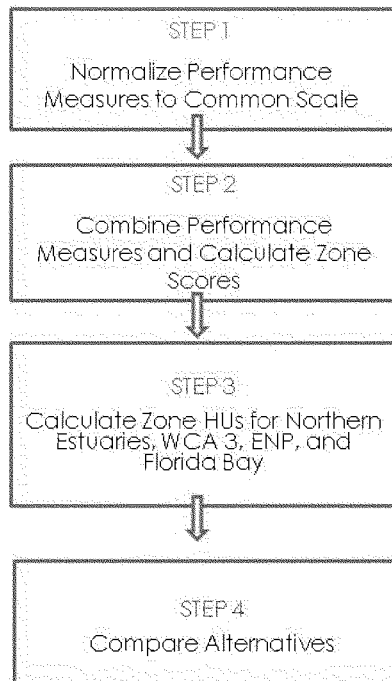 STEP 1
Normalize Performance
Measures to Common Scale
STEP 2
Combine Performance
Measures and Calculate Zone
Scores
STEP 3
Calculate Zone HUs for Northern
Estuaries, WCA 3, ENP, and
Florida Bay
STEP 4
Compare Alternatives